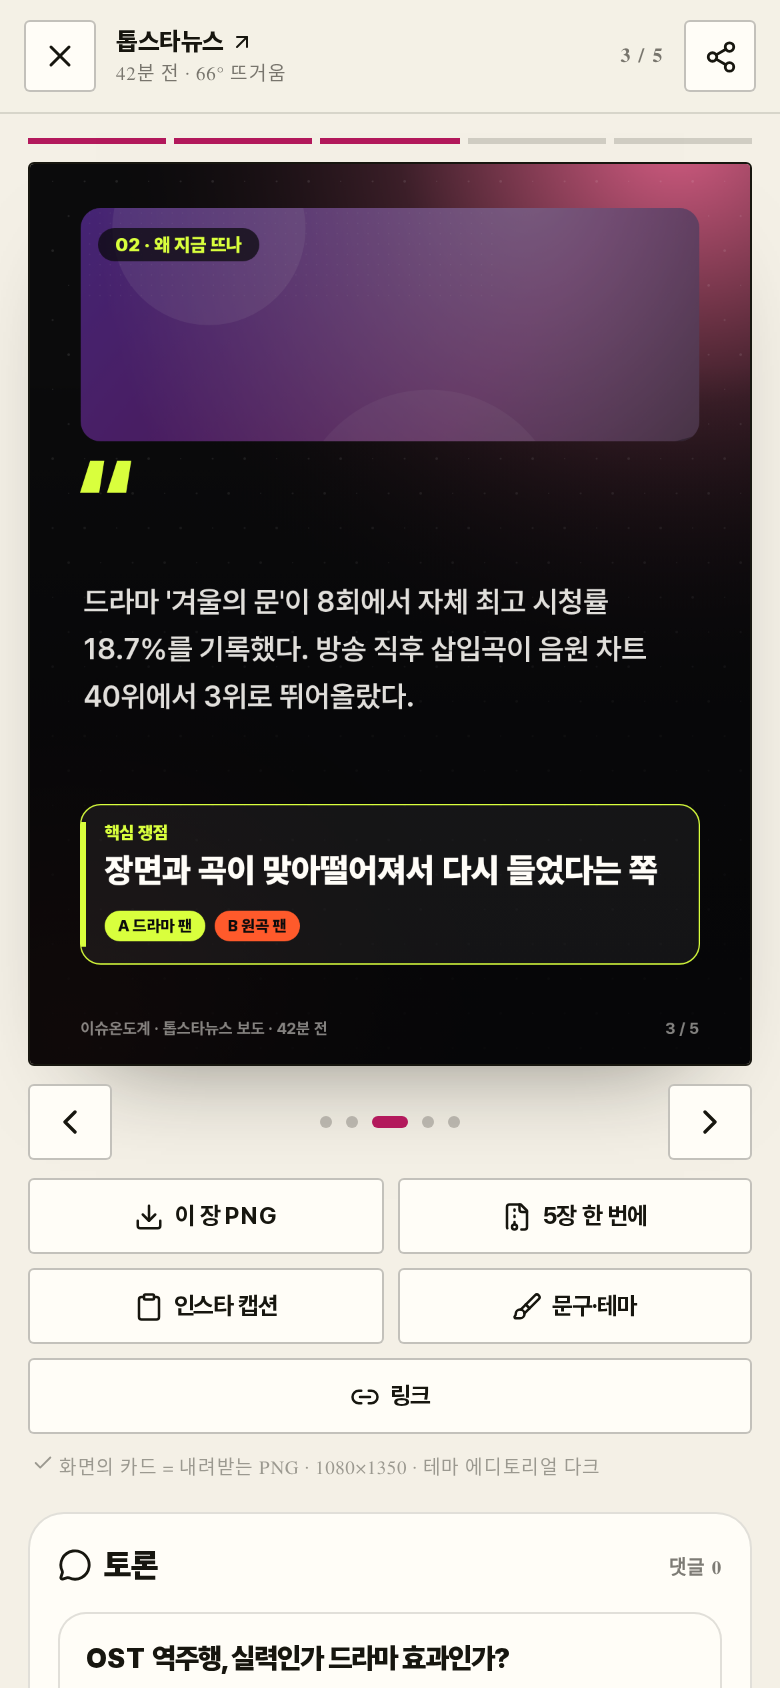 톱스타뉴스
42분 전 · 66° 뜨거움
3 / 5
02 · 왜 지금 뜨나
드라마 '겨울의 문'이 8회에서 자체 최고 시청률
18.7%를 기록했다. 방송 직후 삽입곡이 음원 차트
40위에서 3위로 뛰어올랐다.
핵심 쟁점
장면과 곡이 맞아떨어져서 다시 들었다는 쪽
A 드라마 팬
B 원곡 팬
이슈온도계 · 톱스타뉴스 보도 · 42분 전
3 / 5
이 장 PNG
5장 한 번에
인스타 캡션
문구·테마
링크
화면의 카드 = 내려받는 PNG · 1080×1350 · 테마 에디토리얼 다크
토론
댓글 0
OST 역주행, 실력인가 드라마 효과인가?